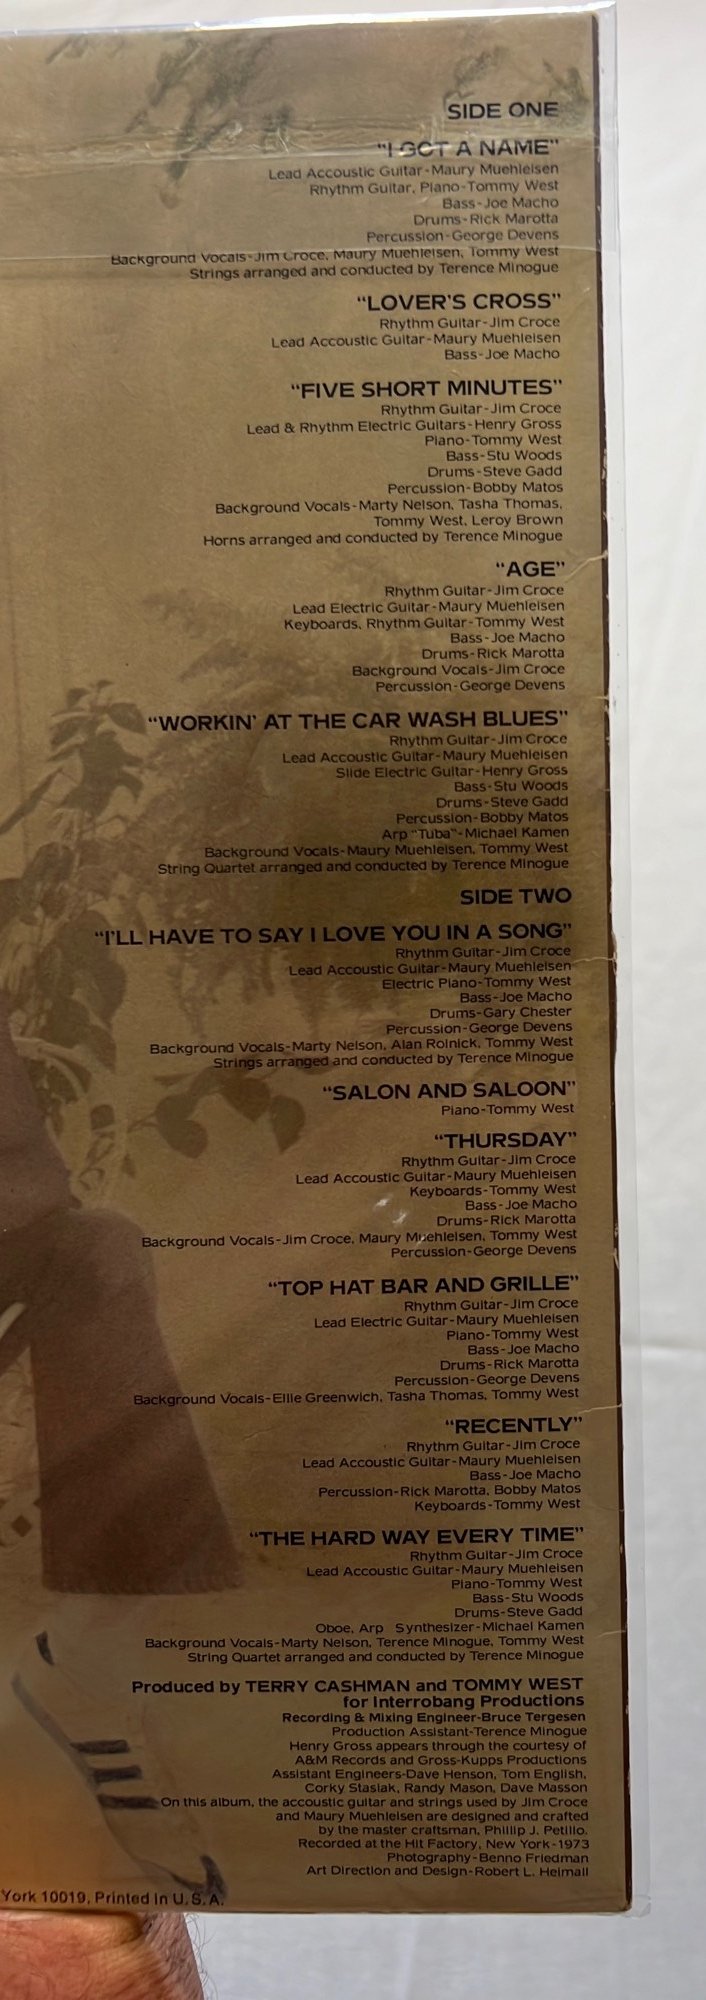 SIDE ONE
"I GOT A NAME"
Lead Accoustic Guitar-Maury Muehleisen
Rhythm Guitar, Piano-Tommy West
Bass-Joe Macho
Drums-Rick Marotta
Percussion-George Devens
Background Vocals-Jim Croce, Maury Muehleisen, Tommy West
Strings arranged and conducted by Terence Minogue
"LOVER'S CROSS"
Rhythm Guitar-Jim Croce
Lead Accoustic Guitar-Maury Muehleisen
Bass-Joe Macho
"FIVE SHORT MINUTES"
Rhythm Guitar-Jim Croce
Lead & Rhythm Electric Guitars-Henry Gross
Piano-Tommy West
Bass-Stu Woods
Drums-Steve Gadd
Percussion-Bobby Matos
Background Vocals-Marty Nelson, Tasha Thomas,
Tommy West, Leroy Brown
Horns arranged and conducted by Terence Minogue
"AGE"
Rhythm Guitar-Jim Croce
Lead Electric Guitar-Maury Muehleisen
Keyboards, Rhythm Guitar-Tommy West
Bass-Joe Macho
Drums-Rick Marotta
Background Vocals-Jim Croce
Percussion-George Devens
"WORKIN' AT THE CAR WASH BLUES"
Rhythm Guitar-Jim Croce
Lead Accoustic Guitar-Maury Muehleisen
Slide Electric Guitar-Henry Gross
Bass-Stu Woods
Drums-Steve Gadd
Percussion-Bobby Matos
Arp "Tuba"-Michael Kamen
Background Vocals-Maury Muehleisen, Tommy West
String Quartet arranged and conducted by Terence Minogue
SIDE TWO
"I'LL HAVE TO SAY I LOVE YOU IN A SONG"
Rhythm Guitar-Jim Croce
Lead Accoustic Guitar-Maury Muehleisen
Electric Piano-Tommy West
Bass-Joe Macho
Drums-Gary Chester
Percussion-George Devens
Background Vocals-Marty Nelson, Alan Rolnick, Tommy West
Strings arranged and conducted by Terence Minogue
"SALON AND SALOON"
Piano-Tommy West
"THURSDAY"
Rhythm Guitar-Jim Croce
Lead Accoustic Guitar-Maury Muehleisen
Keyboards-Tommy West
Bass-Joe Macho
Drums-Rick Marotta
Background Vocals-Jim Croce, Maury Muehleisen, Tommy West
Percussion-George Devens
"TOP HAT BAR AND GRILLE"
Rhythm Guitar-Jim Croce
Lead Electric Guitar-Maury Muehleisen
Piano-Tommy West
Bass-Joe Macho
Drums-Rick Marotta
Percussion-George Devens
Background Vocals-Ellie Greenwich, Tasha Thomas, Tommy West
"RECENTLY"
Rhythm Guitar-Jim Croce
Lead Accoustic Guitar-Maury Muehleisen
Bass-Joe Macho
Percussion-Rick Marotta, Bobby Matos
Keyboards-Tommy West
"THE HARD WAY EVERY TIME"
Rhythm Guitar-Jim Croce
Lead Accoustic Guitar-Maury Muehleisen
Piano-Tommy West
Bass-Stu Woods
Drums-Steve Gadd
Oboe, Arp Synthesizer-Michael Kamen
Background Vocals-Marty Nelson, Terence Minogue, Tommy West
String Quartet arranged and conducted by Terence Minogue
Produced by TERRY CASHMAN and TOMMY WEST
for Interrobang Productions
Recording & Mixing Engineer-Bruce Tergesen
Production Assistant-Terence Minogue
Henry Gross appears through the courtesy of
A&M Records and Gross-Kupps Productions
Assistant Engineers-Dave Henson, Tom English,
Corky Stasiak, Randy Mason, Dave Masson
On this album, the accoustic guitar and strings used by Jim Croce
and Maury Muehleisen are designed and crafted
by the master craftsman, Phillip J. Petillo.
Recorded at the Hit Factory, New York-1973
Photography-Benno Friedman
Art Direction and Design-Robert L. Heimall
York 10019, Printed in U.S.A.